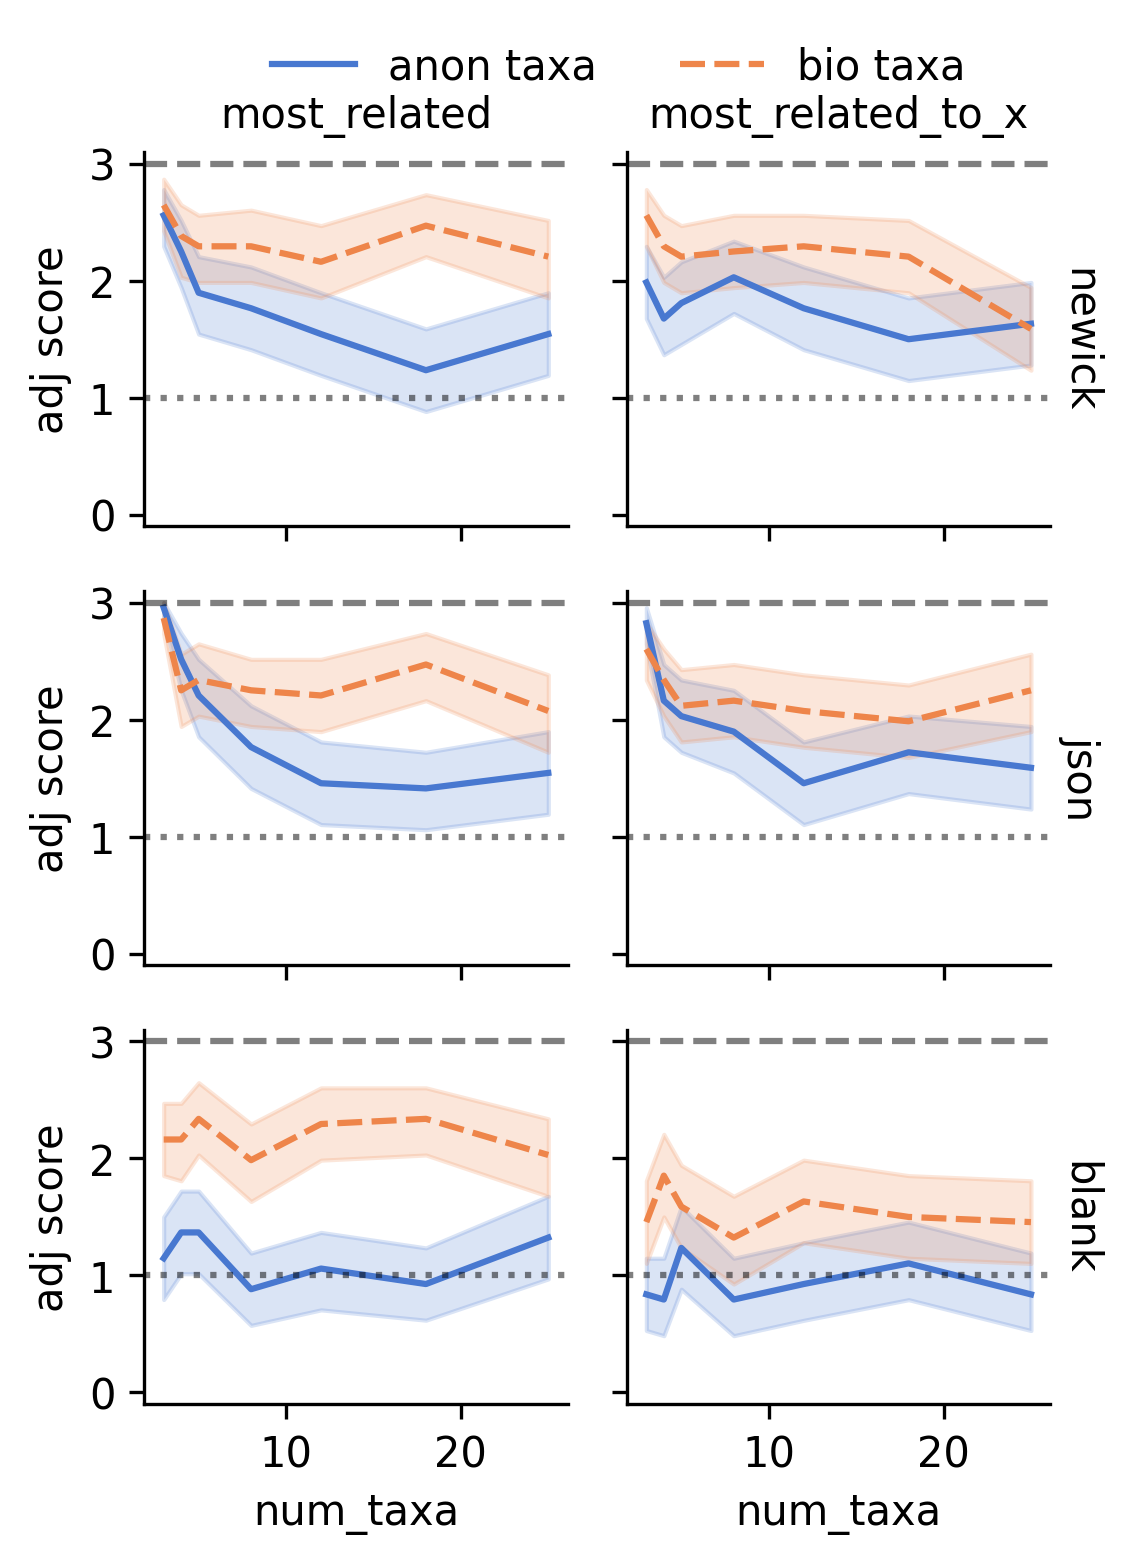 anon taxa bio taxa
most_related most_related_to_x
3
2
1
0
adj score
newick
3
2
1
0
adj score
json
3
2
1
0
adj score
blank
10 20 10 20
num_taxa num_taxa